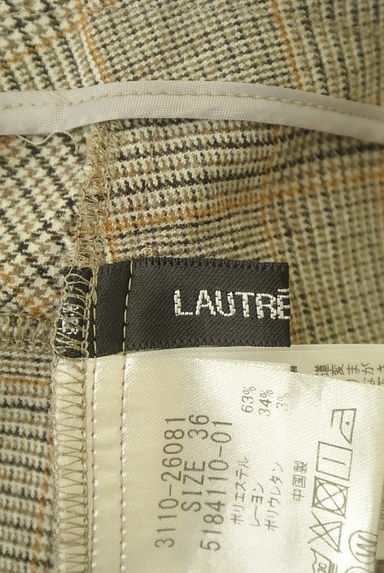 LAUTRĒ
3110-26081
SIZE 36
5184110-01
ポリエステル 63%
レーヨン 34%
ポリウレタン 3%
中国製